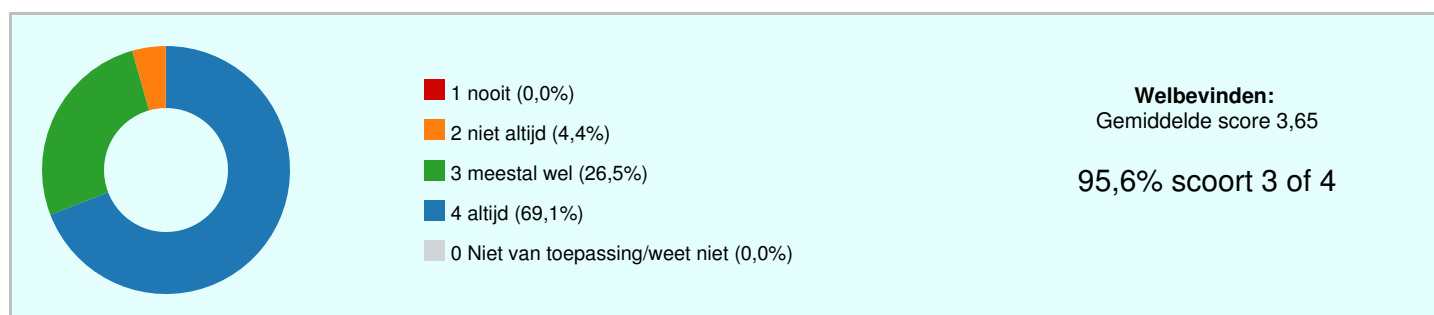 1 nooit (0,0%)
2 niet altijd (4,4%)
3 meestal wel (26,5%)
4 altijd (69,1%)
0 Niet van toepassing/weet niet (0,0%)
Welbevinden:
Gemiddelde score 3,65
95,6% scoort 3 of 4